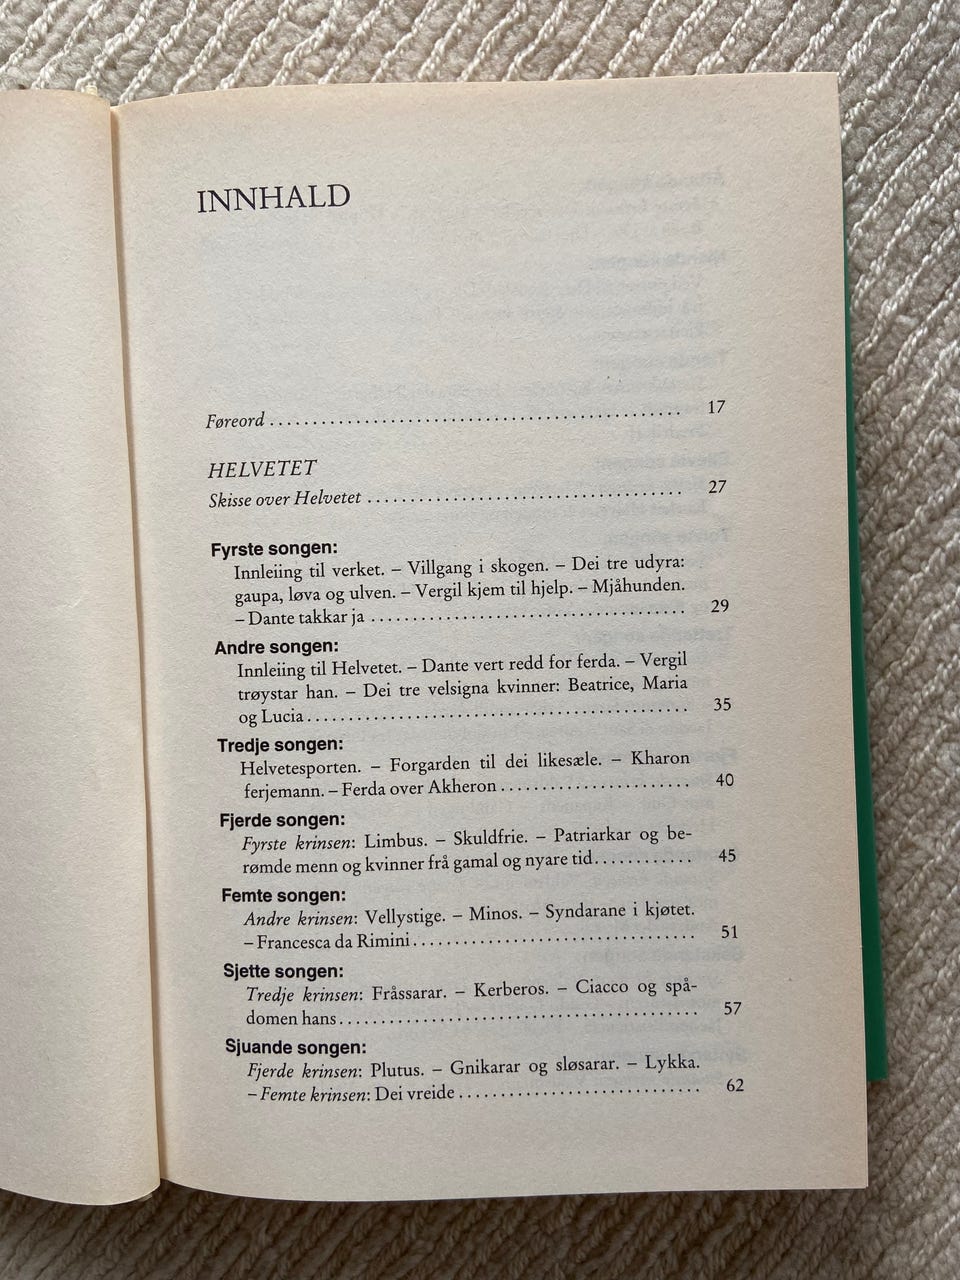 INNHALD
Føreord ................................................ 17
HELVETET
Skisse over Helvetet ..................................... 27
Fyrste songen:
Innleiing til verket. – Villgang i skogen. – Dei tre udyra:
gaupa, løva og ulven. – Vergil kjem til hjelp. – Mjåhunden.
– Dante takkar ja ..................................... 29
Andre songen:
Innleiing til Helvetet. – Dante vert redd for ferda. – Vergil
trøystar han. – Dei tre velsigna kvinner: Beatrice, Maria
og Lucia ............................................. 35
Tredje songen:
Helvetesporten. – Forgarden til dei likesæle. – Kharon
ferjemann. – Ferda over Akheron ...................... 40
Fjerde songen:
Fyrste krinsen: Limbus. – Skuldfrie. – Patriarkar og be-
rømde menn og kvinner frå gamal og nyare tid ............ 45
Femte songen:
Andre krinsen: Vellystige. – Minos. – Syndarane i kjøtet.
– Francesca da Rimini ................................. 51
Sjette songen:
Tredje krinsen: Fråssarar. – Kerberos. – Ciacco og spå-
domen hans .......................................... 57
Sjuande songen:
Fjerde krinsen: Plutus. – Gnikarar og sløsarar. – Lykka.
– Femte krinsen: Dei vreide ............................ 62